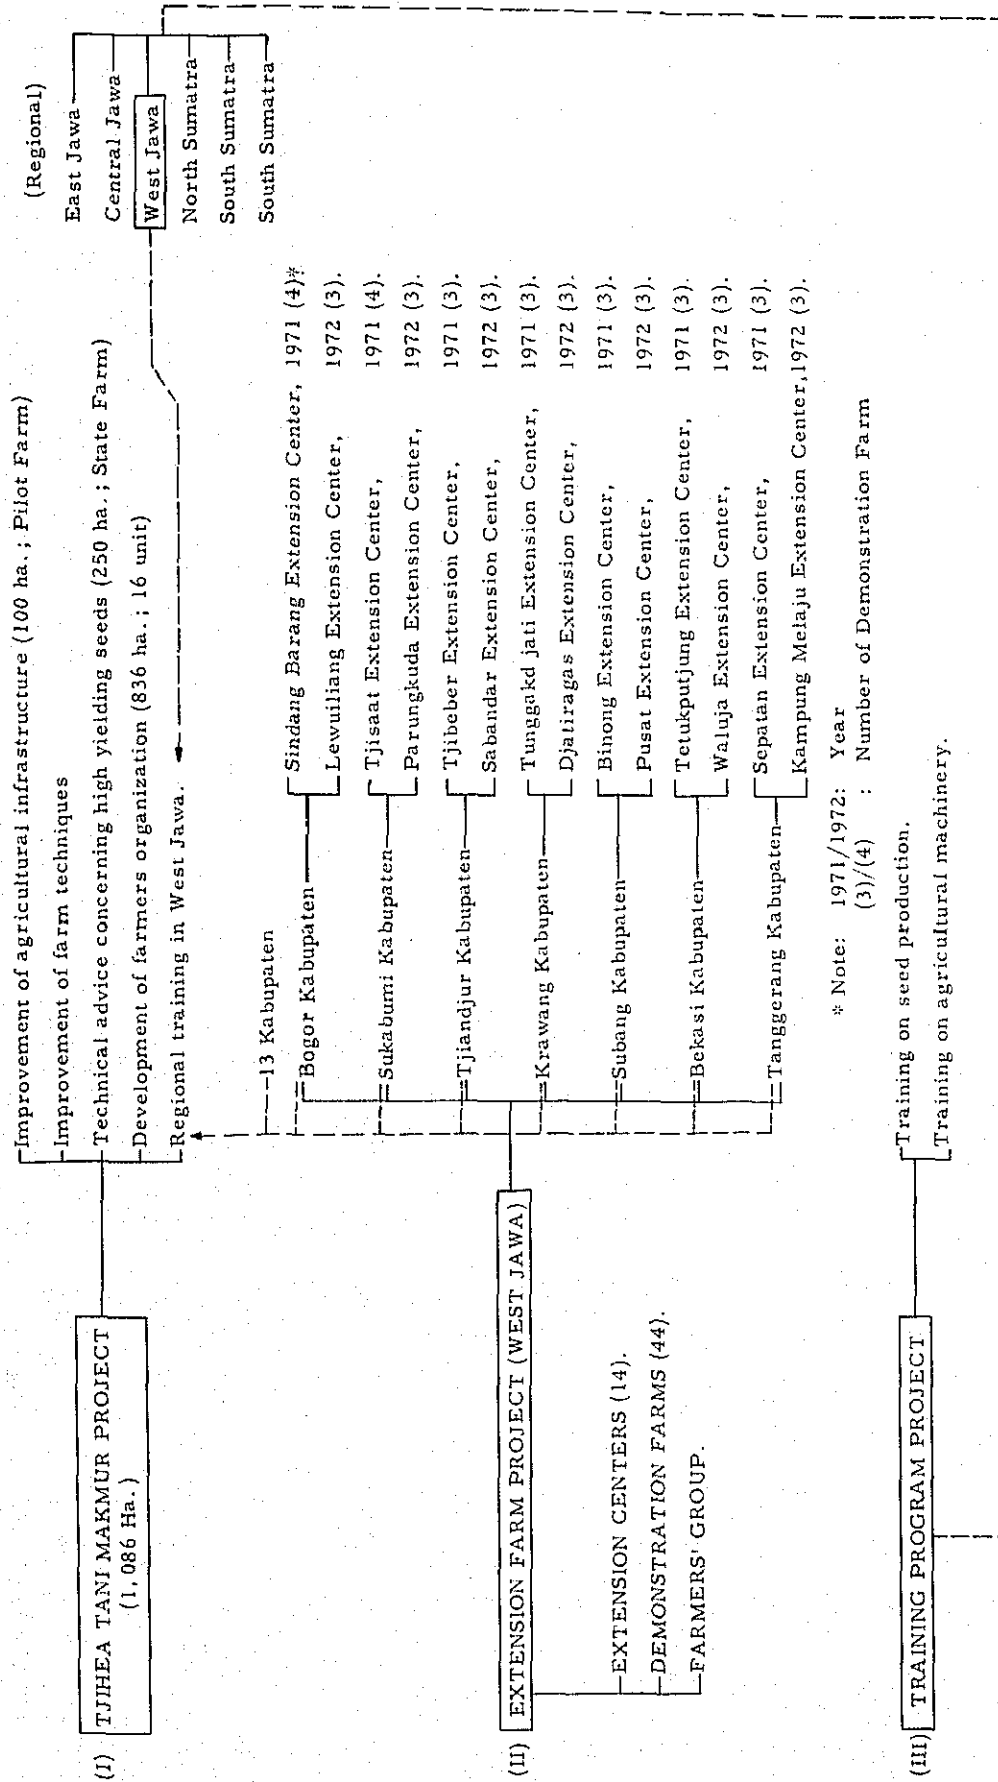 (I) TJIHEA TANI MAKMUR PROJECT
(1,086 Ha.)
Improvement of agricultural infrastructure (100 ha.; Pilot Farm)
Improvement of farm techniques
Technical advice concerning high yielding seeds (250 ha.; State Farm)
Development of farmers organization (836 ha.; 16 unit)
Regional training in West Jawa.
(Regional)
East Jawa
Central Jawa
West Jawa
North Sumatra
South Sumatra
South Sumatra
(II) EXTENSION FARM PROJECT (WEST JAWA)
EXTENSION CENTERS (14).
DEMONSTRATION FARMS (44).
FARMERS' GROUP.
13 Kabupaten
Bogor Kabupaten
Sindang Barang Extension Center, 1971 (4)*
Lewuiliang Extension Center, 1972 (3).
Sukabumi Kabupaten
Tjisaat Extension Center, 1971 (4).
Parungkuda Extension Center, 1972 (3).
Tjiandjur Kabupaten
Tjibeber Extension Center, 1971 (3).
Sabandar Extension Center, 1972 (3).
Krawang Kabupaten
Tunggakd jati Extension Center, 1971 (3).
Djatiragas Extension Center, 1972 (3).
Subang Kabupaten
Binong Extension Center, 1971 (3).
Pusat Extension Center, 1972 (3).
Bekasi Kabupaten
Tetukputjung Extension Center, 1971 (3).
Waluja Extension Center, 1972 (3).
Tanggerang Kabupaten
Sepatan Extension Center, 1971 (3).
Kampung Melaju Extension Center, 1972 (3).
* Note: 1971/1972: Year
(3)/(4) : Number of Demonstration Farm
(III) TRAINING PROGRAM PROJECT
Training on seed production.
Training on agricultural machinery.